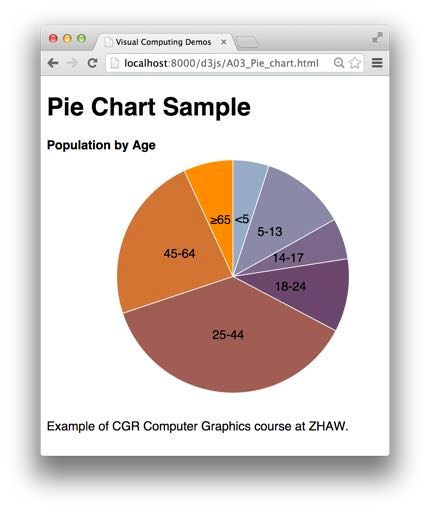 Visual Computing Demos
localhost:8000/d3js/A03_Pie_chart.html
Pie Chart Sample
Population by Age
≥65
<5
5-13
14-17
45-64
18-24
25-44
Example of CGR Computer Graphics course at ZHAW.